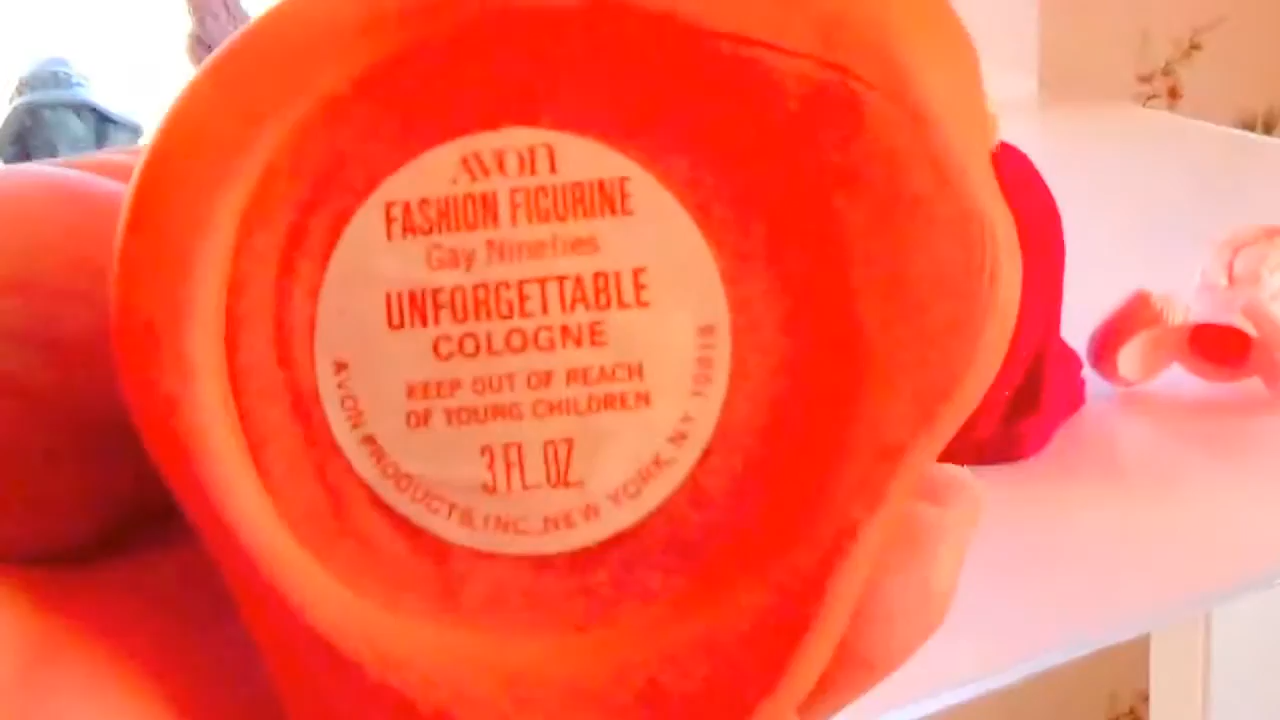 AVON
FASHION FIGURINE
Gay Nineties
UNFORGETTABLE
COLOGNE
KEEP OUT OF REACH
OF YOUNG CHILDREN
3 FL. OZ.
AVON PRODUCTS, INC., NEW YORK, NY 10019